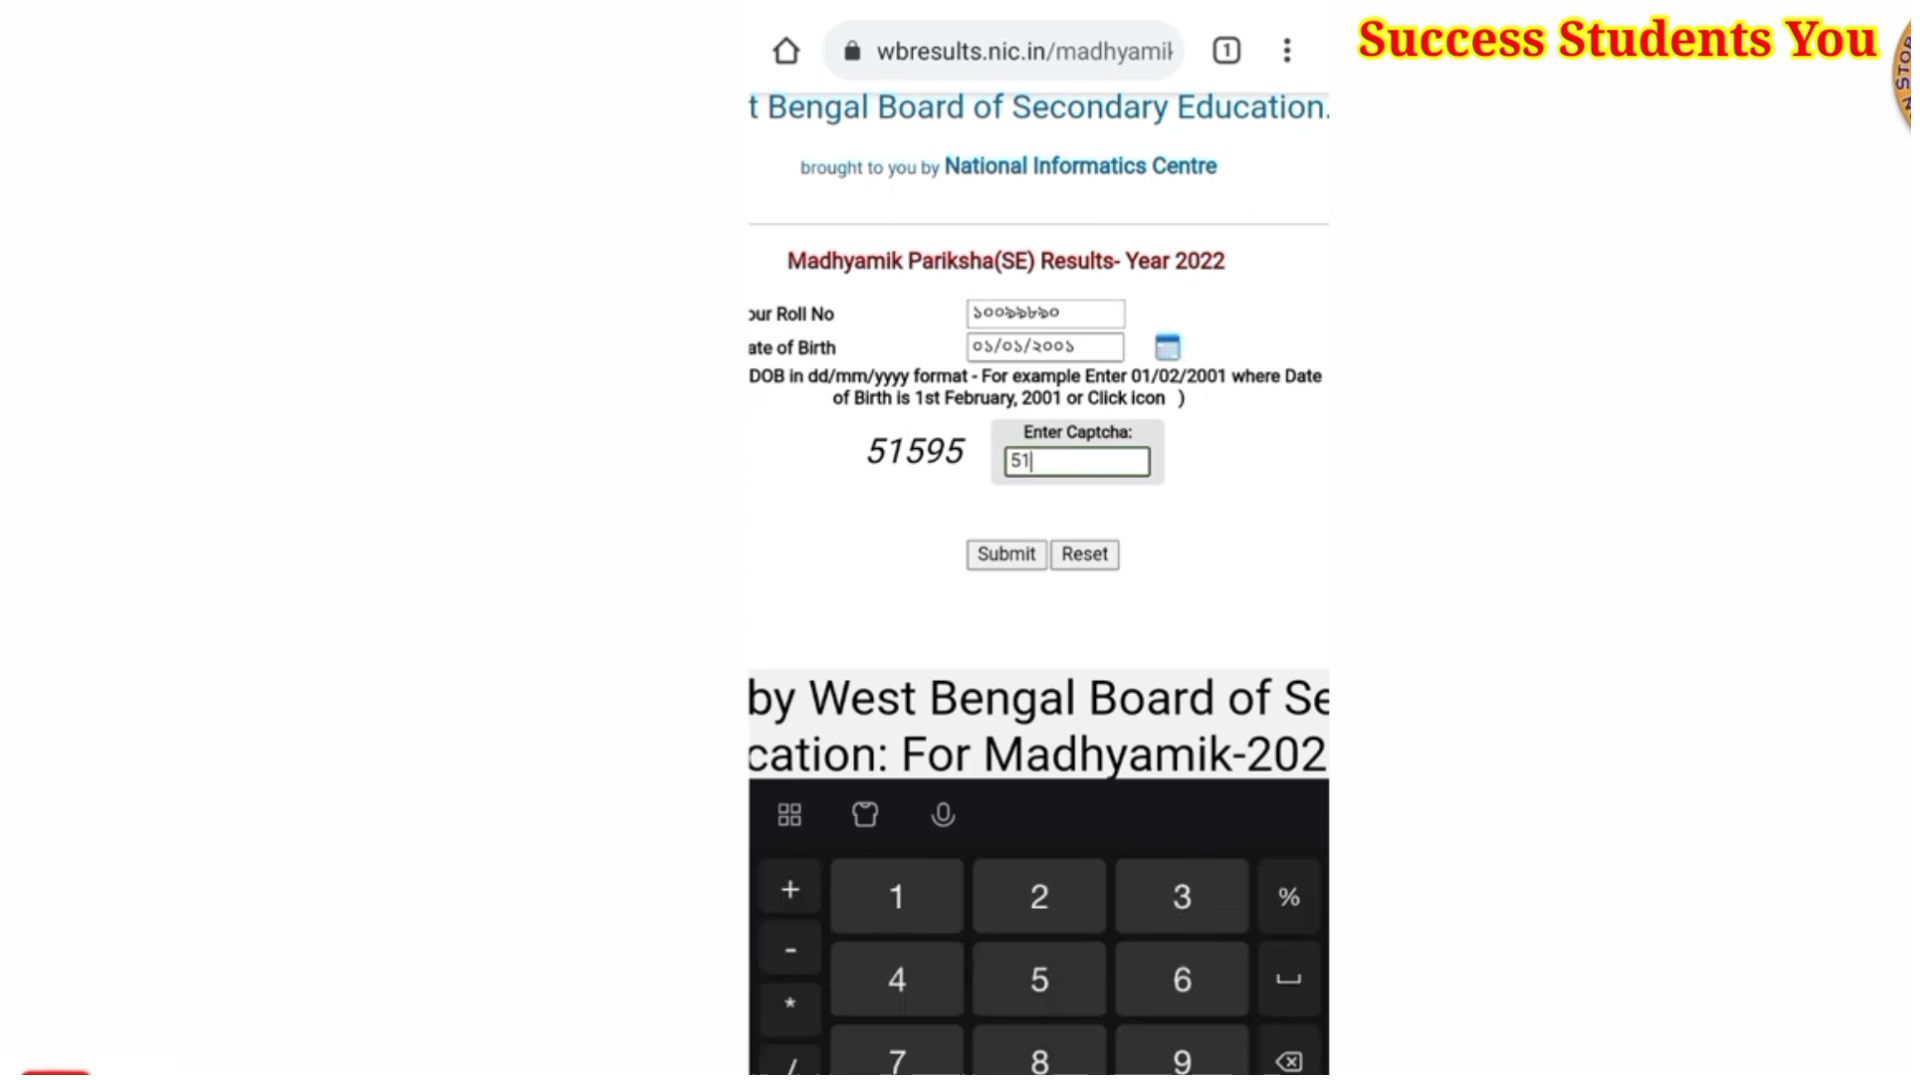 Success Students You
STOP
wbresults.nic.in/madhyamik
1
t Bengal Board of Secondary Education.
brought to you by National Informatics Centre
Madhyamik Pariksha(SE) Results- Year 2022
our Roll No ১০০৯৯৮৯০
ate of Birth ০১/০১/২০০১
DOB in dd/mm/yyyy format - For example Enter 01/02/2001 where Date
of Birth is 1st February, 2001 or Click icon )
Enter Captcha:
51595 51
Submit Reset
by West Bengal Board of Se
cation: For Madhyamik-202
+ 1 2 3 %
- 4 5 6
* 
/ 7 8 9